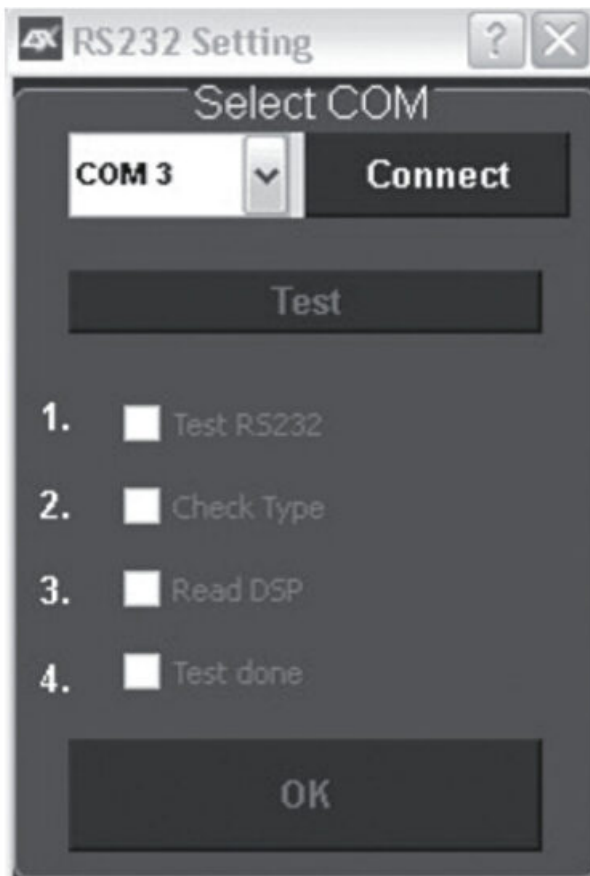 ESX RS232 Setting ?
Select COM
COM 3 Connect
Test
1. Test RS232
2. Check Type
3. Read DSP
4. Test done
OK